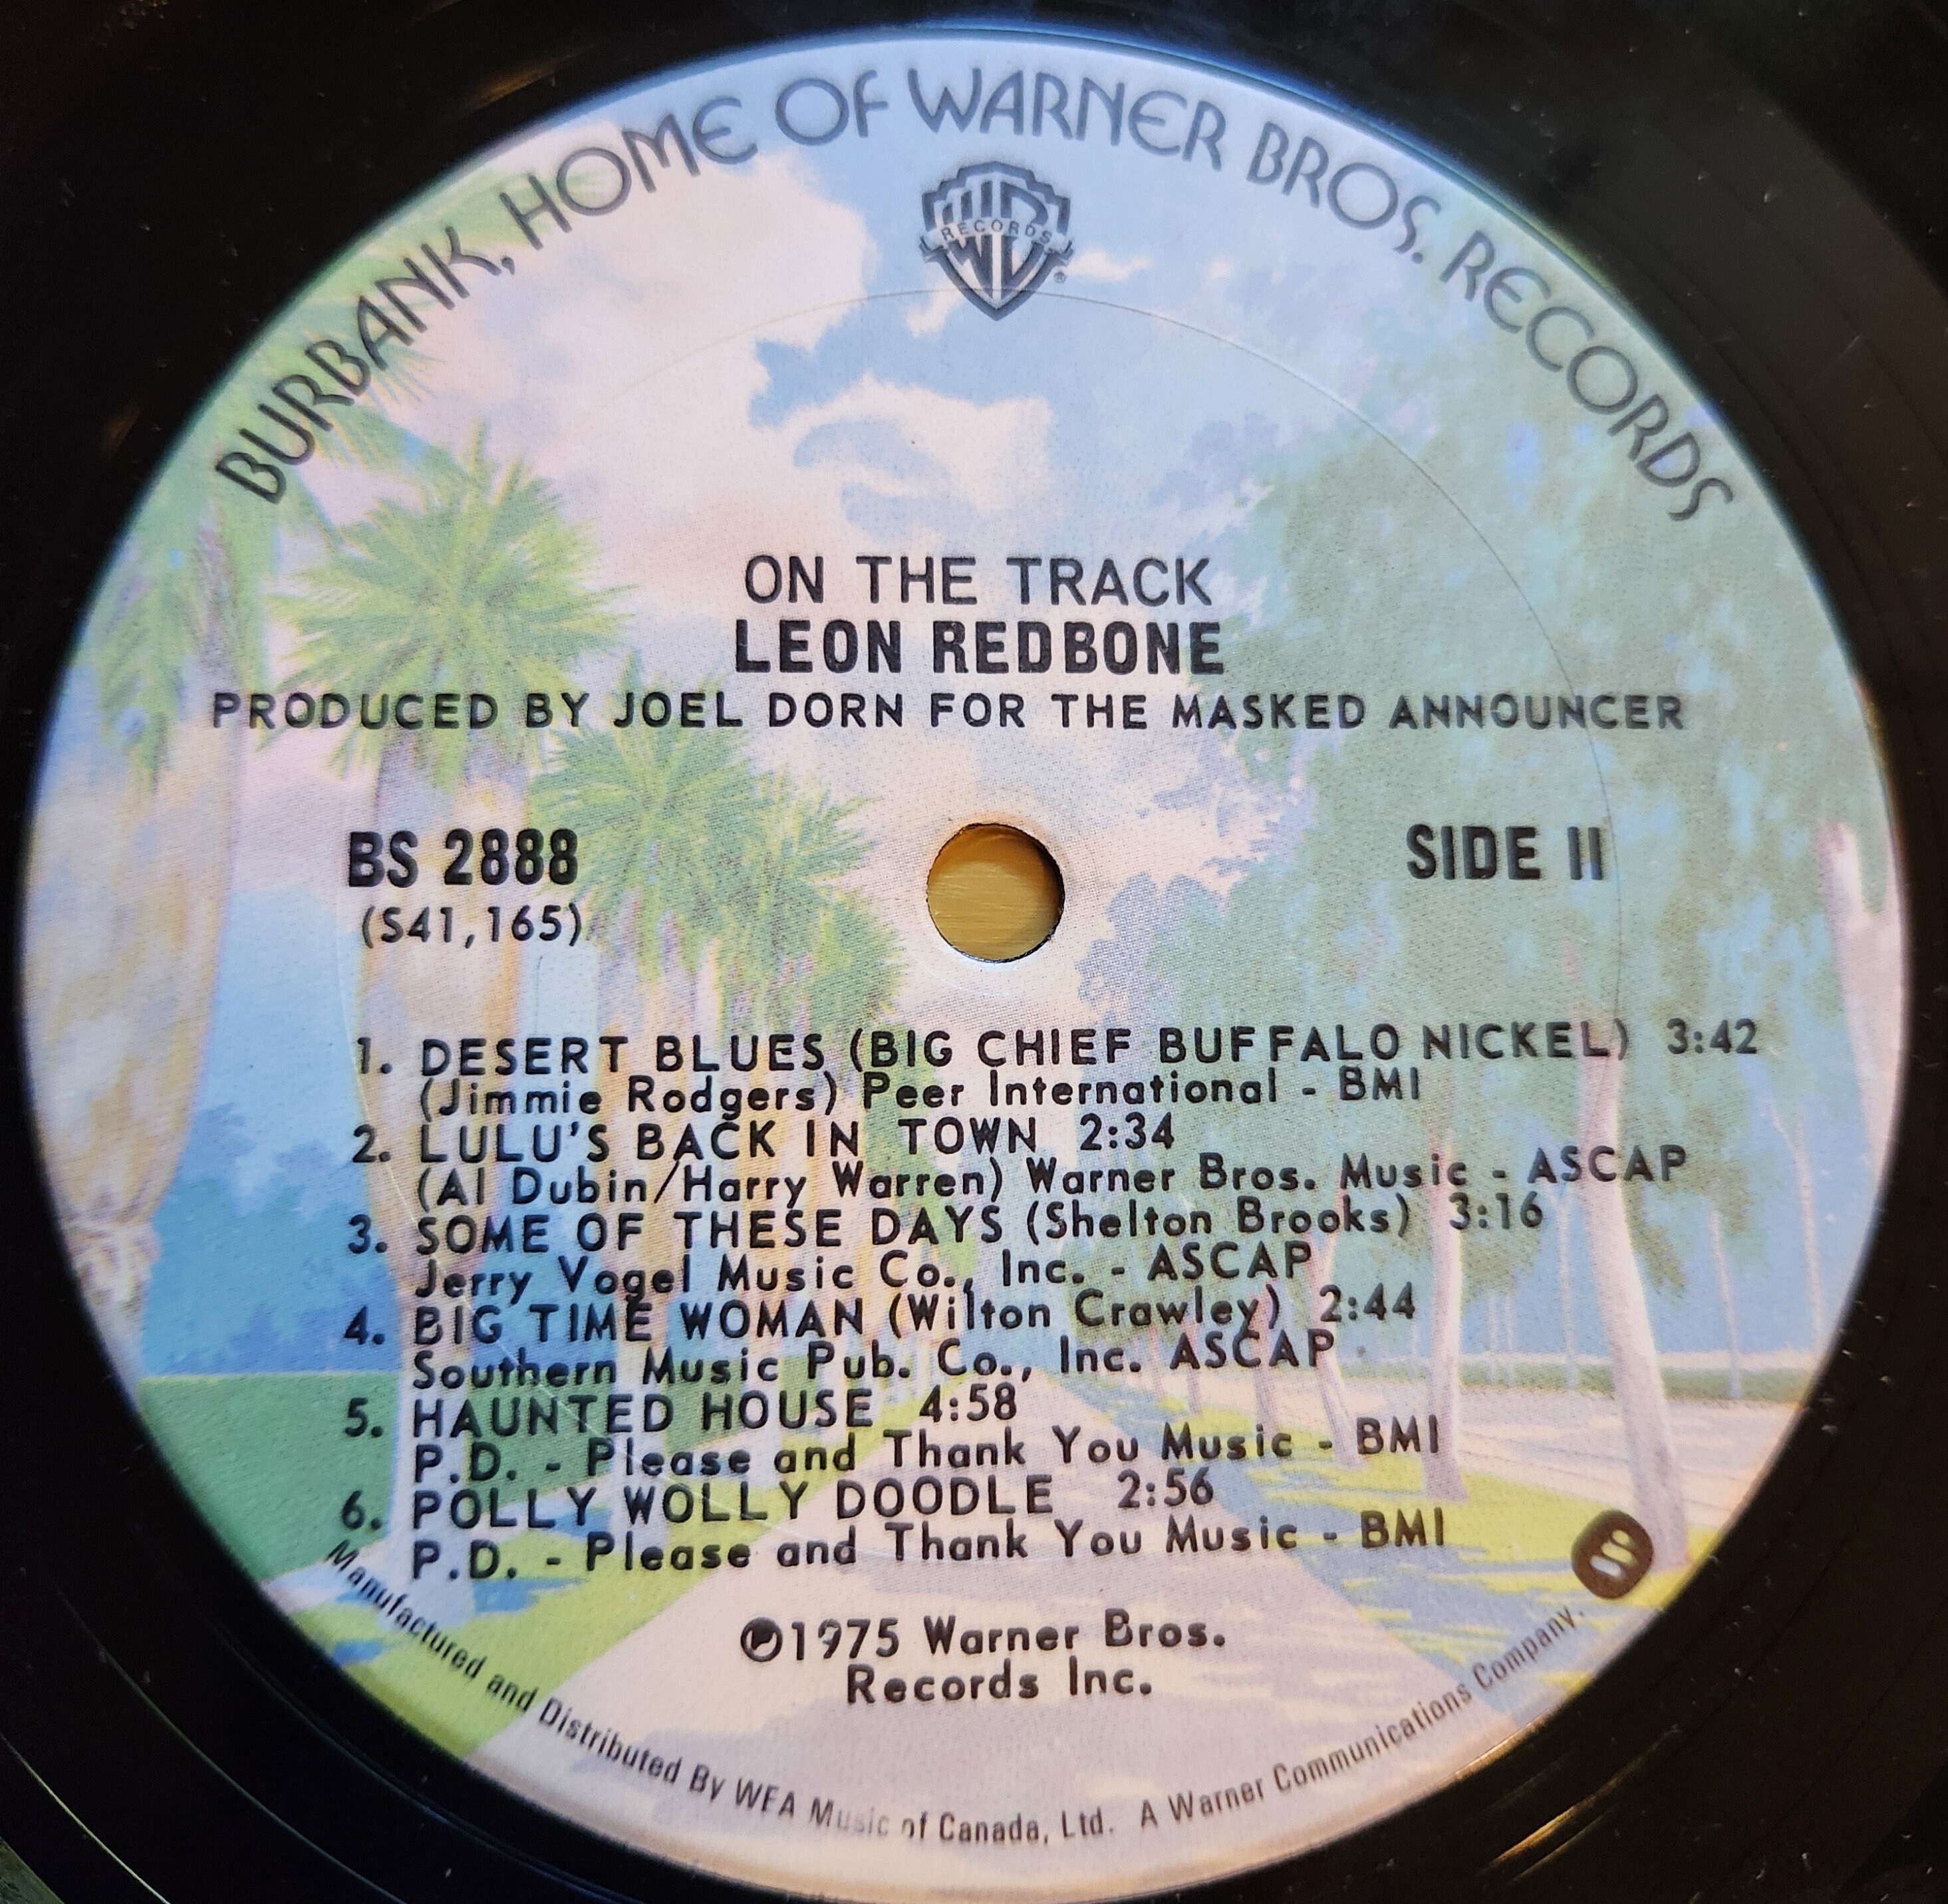 BURBANK, HOME OF WARNER BROS. RECORDS
RECORDS
®
ON THE TRACK
LEON REDBONE
PRODUCED BY JOEL DORN FOR THE MASKED ANNOUNCER
BS 2888
SIDE II
(S41,165)
1. DESERT BLUES (BIG CHIEF BUFFALO NICKEL) 3:42
(Jimmie Rodgers) Peer International - BMI
2. LULU'S BACK IN TOWN 2:34
(Al Dubin/Harry Warren) Warner Bros. Music - ASCAP
3. SOME OF THESE DAYS (Shelton Brooks) 3:16
Jerry Vogel Music Co., Inc. - ASCAP
4. BIG TIME WOMAN (Wilton Crawley) 2:44
Southern Music Pub. Co., Inc. ASCAP
5. HAUNTED HOUSE 4:58
P.D. - Please and Thank You Music - BMI
6. POLLY WOLLY DOODLE 2:56
P.D. - Please and Thank You Music - BMI
℗1975 Warner Bros.
Records Inc.
Manufactured and Distributed By WEA Music of Canada, Ltd. A Warner Communications Company.